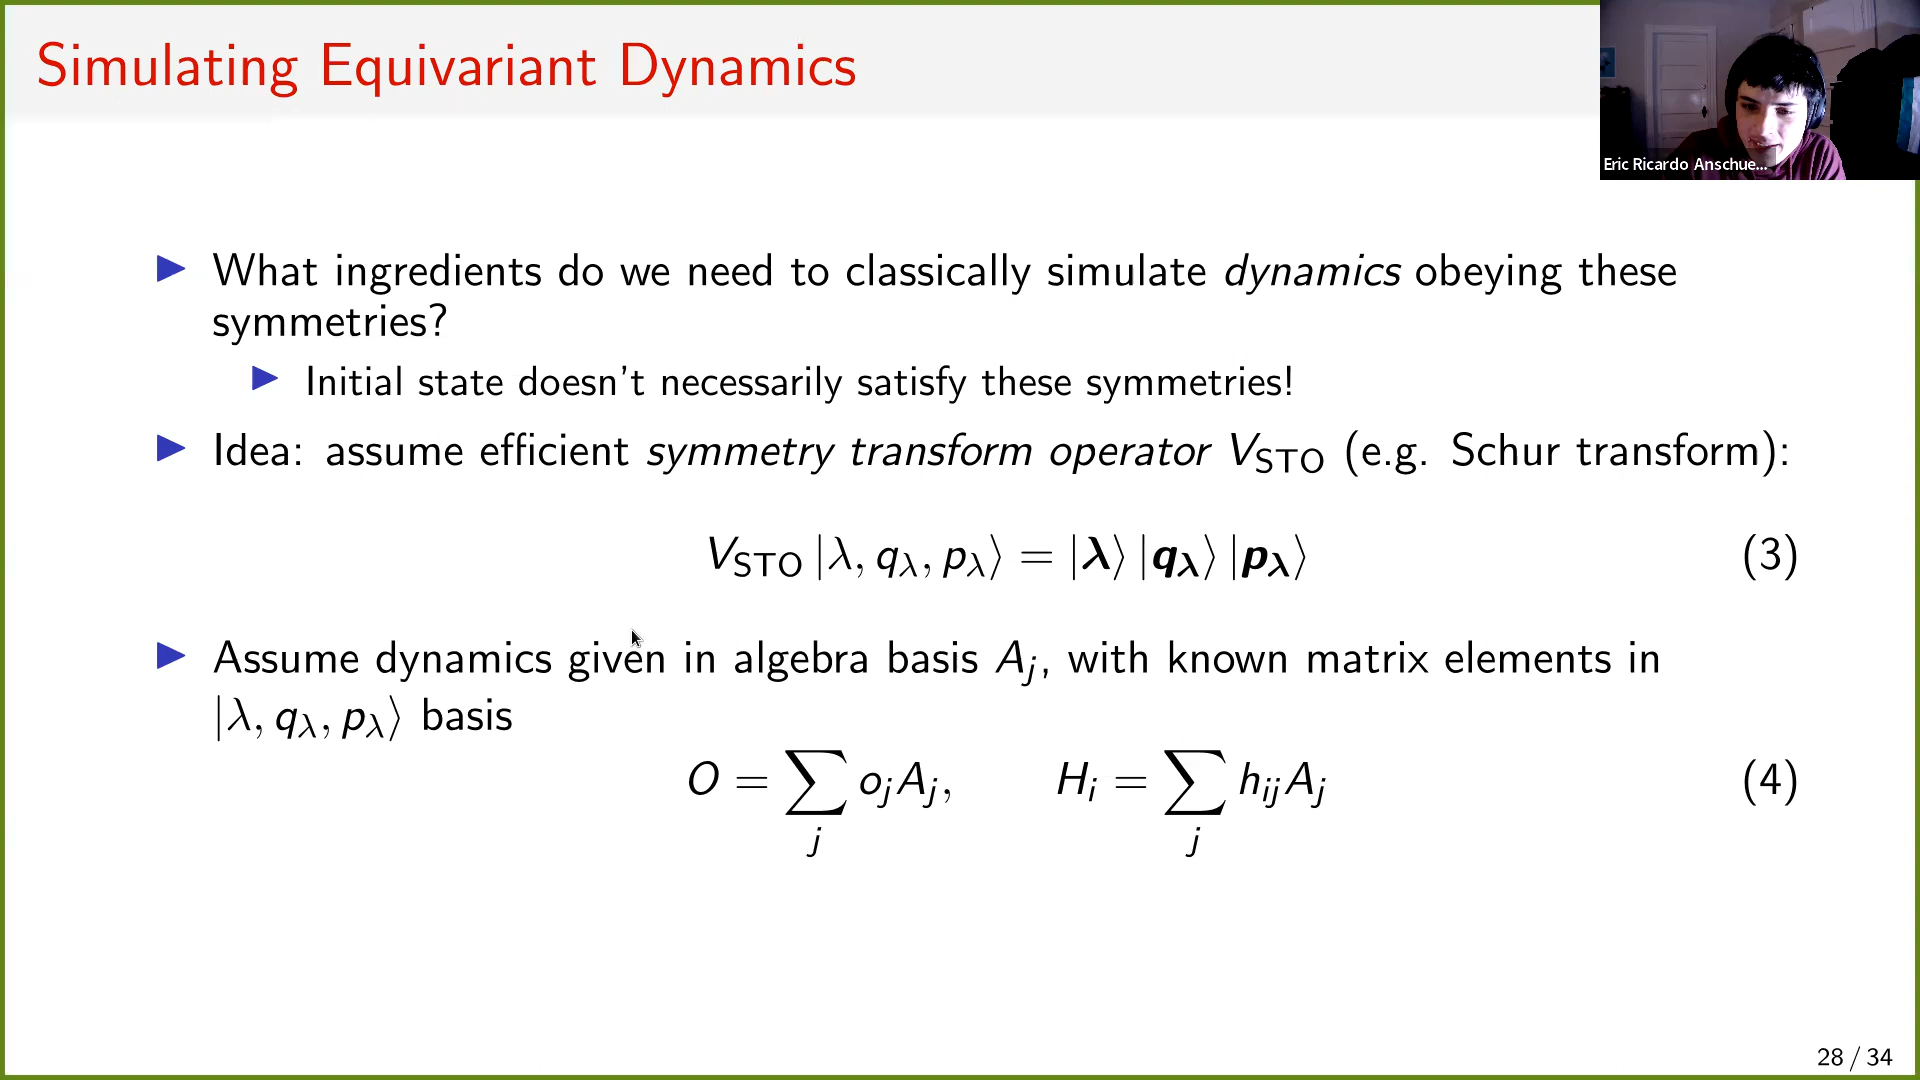 Simulating Equivariant Dynamics
Eric Ricardo Anschue...
▶ What ingredients do we need to classically simulate dynamics obeying these
symmetries?
▶ Initial state doesn't necessarily satisfy these symmetries!
▶ Idea: assume efficient symmetry transform operator V_STO (e.g. Schur transform):
V_STO |λ, q_λ, p_λ⟩ = |λ⟩ |q_λ⟩ |p_λ⟩ (3)
▶ Assume dynamics given in algebra basis A_j, with known matrix elements in
|λ, q_λ, p_λ⟩ basis
O = ∑_j o_j A_j, H_i = ∑_j h_ij A_j (4)
28 / 34